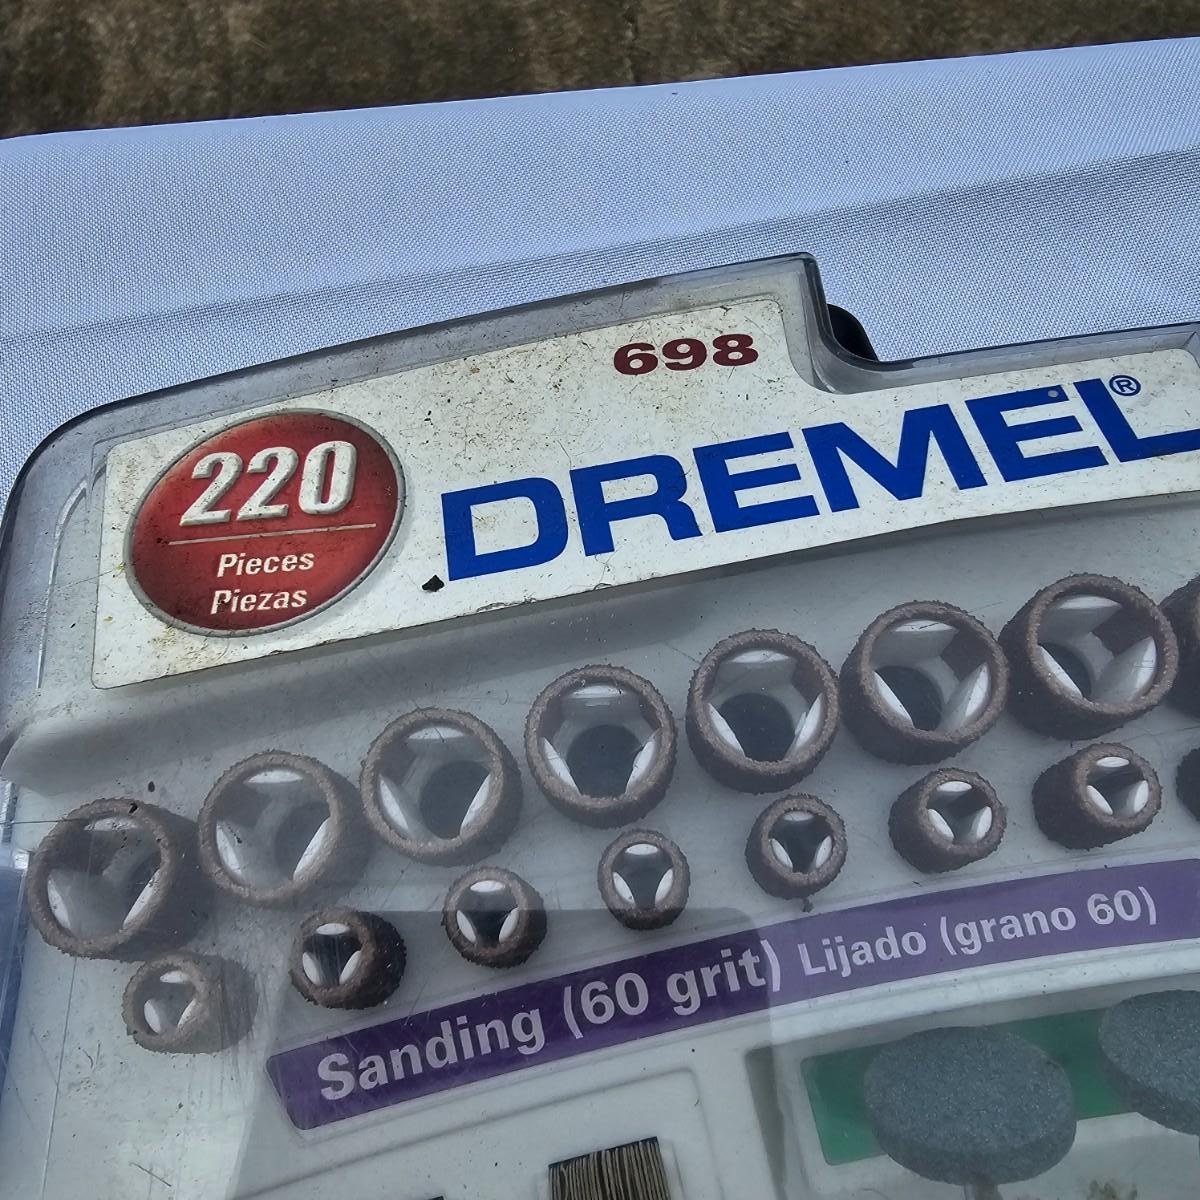 698
DREMEL®
220
Pieces
Piezas
Sanding (60 grit) Lijado (grano 60)